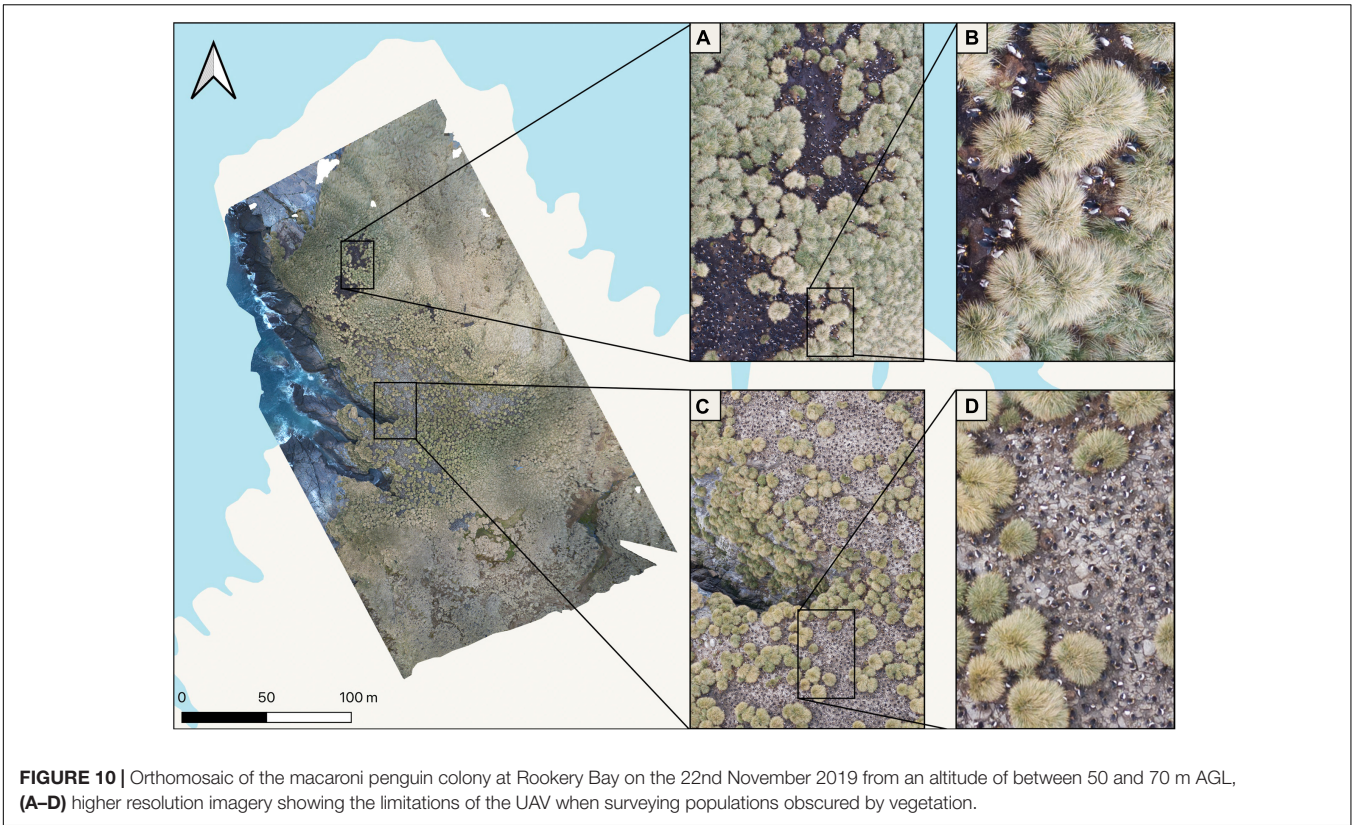 A
B
C
D
0 50 100 m
FIGURE 10 | Orthomosaic of the macaroni penguin colony at Rookery Bay on the 22nd November 2019 from an altitude of between 50 and 70 m AGL,
(A–D) higher resolution imagery showing the limitations of the UAV when surveying populations obscured by vegetation.